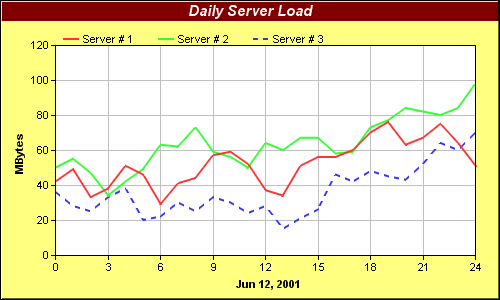 Daily Server Load
Server # 1 Server # 2 Server # 3
120
100
80
60
40
20
0
MBytes
0 3 6 9 12 15 18 21 24
Jun 12, 2001